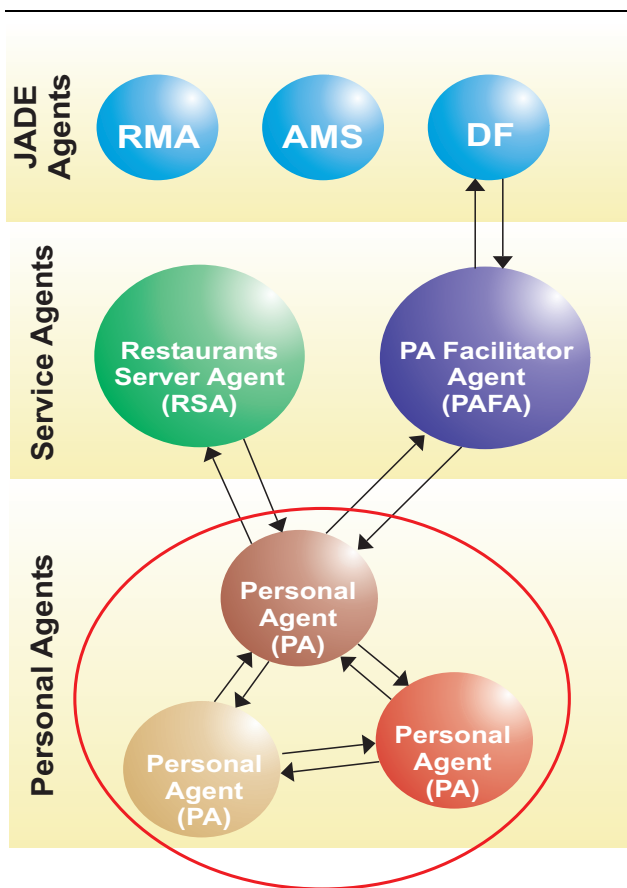 JADE
Agents
RMA
AMS
DF
Service Agents
Restaurants
Server Agent
(RSA)
PA Facilitator
Agent
(PAFA)
Personal Agents
Personal
Agent
(PA)
Personal
Agent
(PA)
Personal
Agent
(PA)